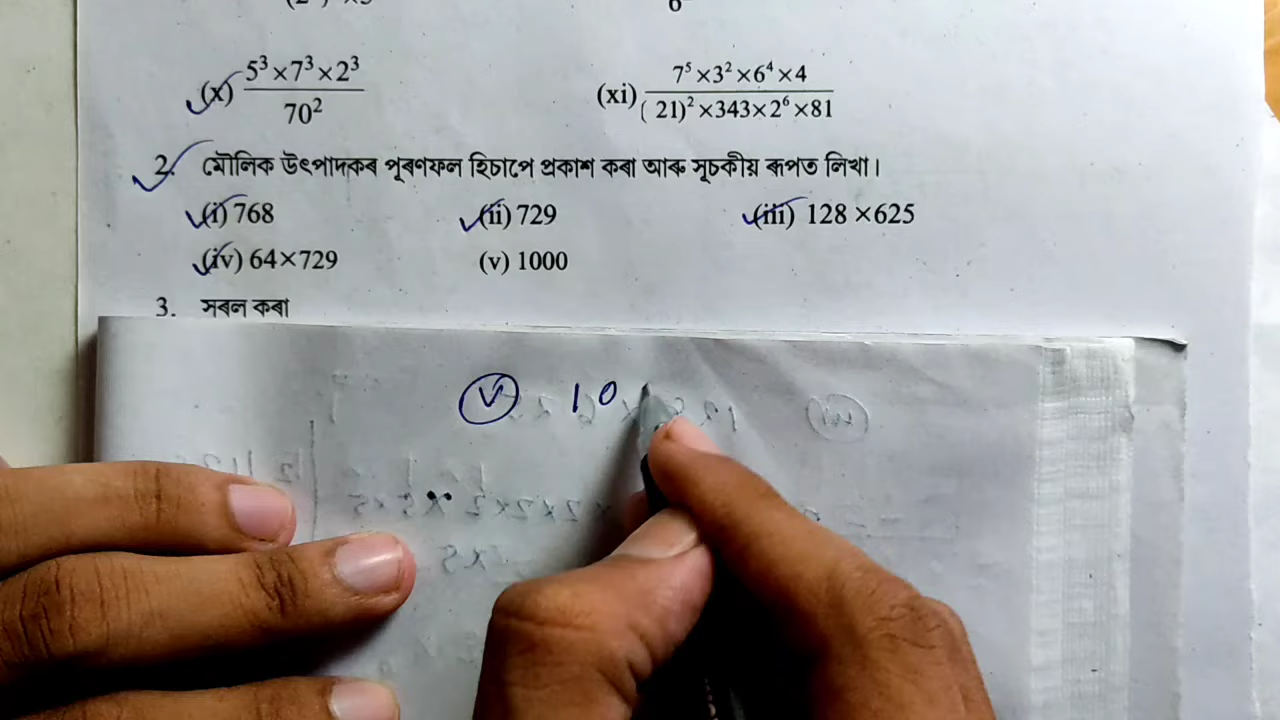 (x) 5³×7³×2³ / 70²
(xi) 7⁵×3²×6⁴×4 / (21)²×343×2⁶×81
2. মৌলিক উৎপাদকৰ পূৰণফল হিচাপে প্ৰকাশ কৰা আৰু সূচকীয় ৰূপত লিখা।
(i) 768 (ii) 729 (iii) 128×625
(iv) 64×729 (v) 1000
3. সৰল কৰা
(V) 10